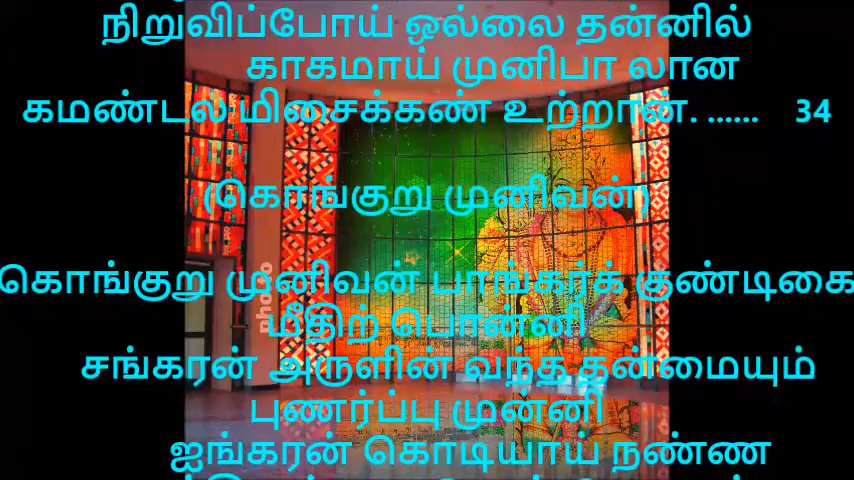 நிறுவிப்போய் ஒல்லை தன்னில்
காகமாய் முனிபா லான
கமண்டல மிசைக்கண் உற்றான். ...... 34
(கொங்குறு முனிவன்)
கொங்குறு முனிவன் பாங்கர்க் குண்டிகை
மீதிற் பொன்னி
சங்கரன் அருளின் வந்த தன்மையும்
புணர்ப்பு முன்னி
ஐங்கரன் கொடியாய் நண்ண
photo